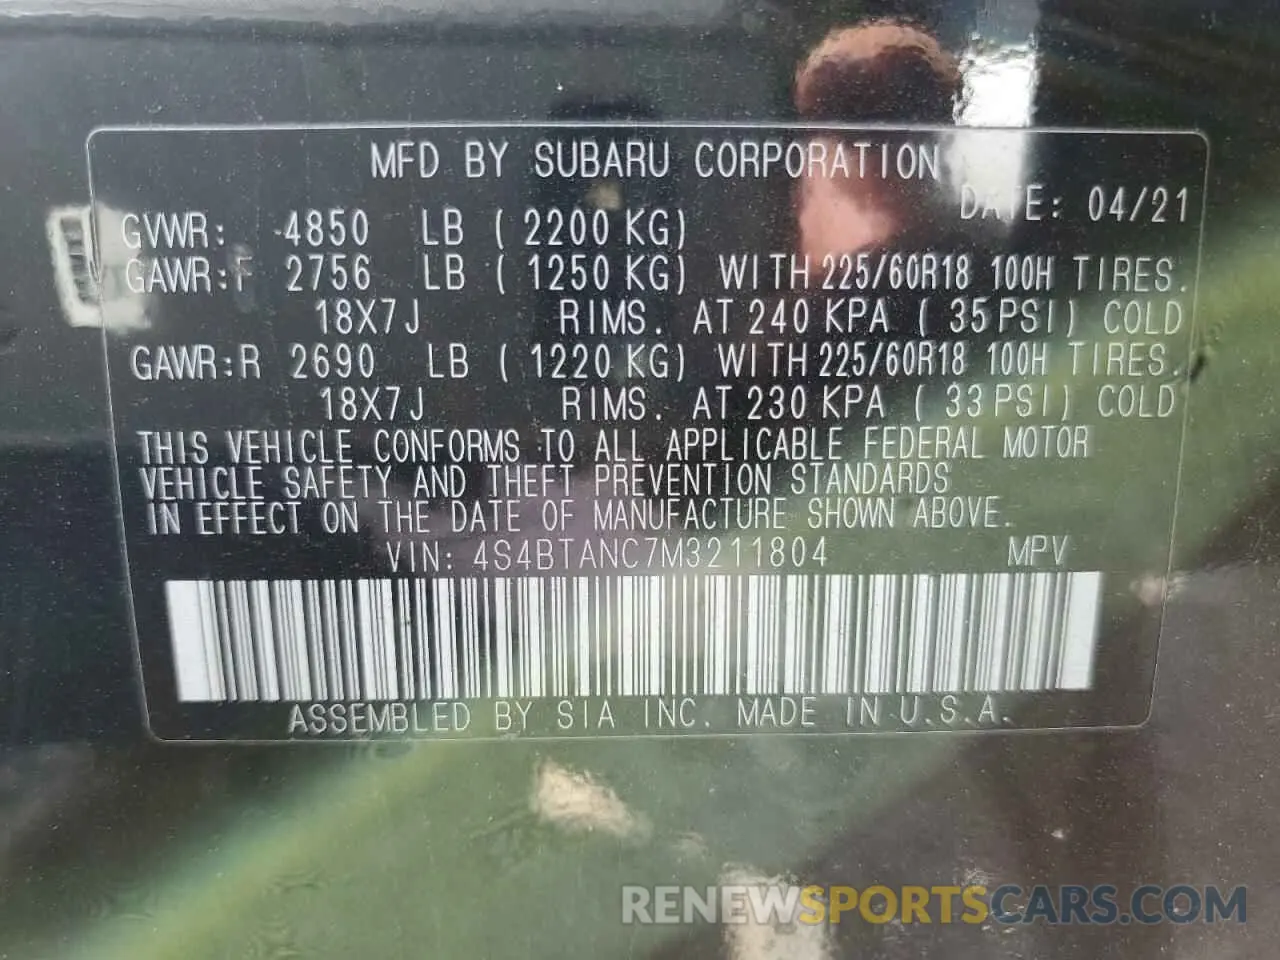 MFD BY SUBARU CORPORATION
DATE: 04/21
GVWR: 4850 LB (2200 KG)
GAWR:F 2756 LB (1250 KG) WITH 225/60R18 100H TIRES.
18X7J RIMS. AT 240 KPA (35 PSI) COLD
GAWR:R 2690 LB (1220 KG) WITH 225/60R18 100H TIRES.
18X7J RIMS. AT 230 KPA (33 PSI) COLD
THIS VEHICLE CONFORMS TO ALL APPLICABLE FEDERAL MOTOR
VEHICLE SAFETY AND THEFT PREVENTION STANDARDS
IN EFFECT ON THE DATE OF MANUFACTURE SHOWN ABOVE.
VIN: 4S4BTANC7M3211804 MPV
ASSEMBLED BY SIA INC. MADE IN U.S.A.
RENEWSPORTSCARS.COM